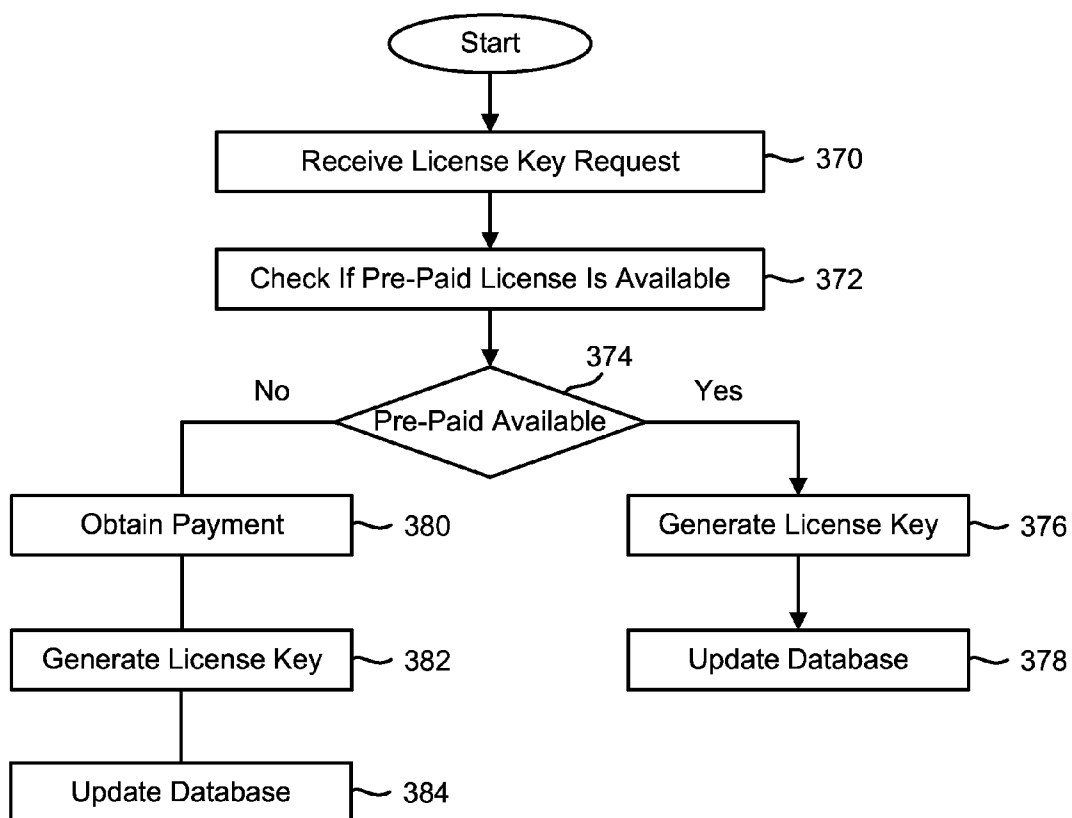 Start
Receive License Key Request 370
Check If Pre-Paid License Is Available 372
374
No
Yes
Pre-Paid Available
Obtain Payment 380
Generate License Key 376
Generate License Key 382
Update Database 378
Update Database 384